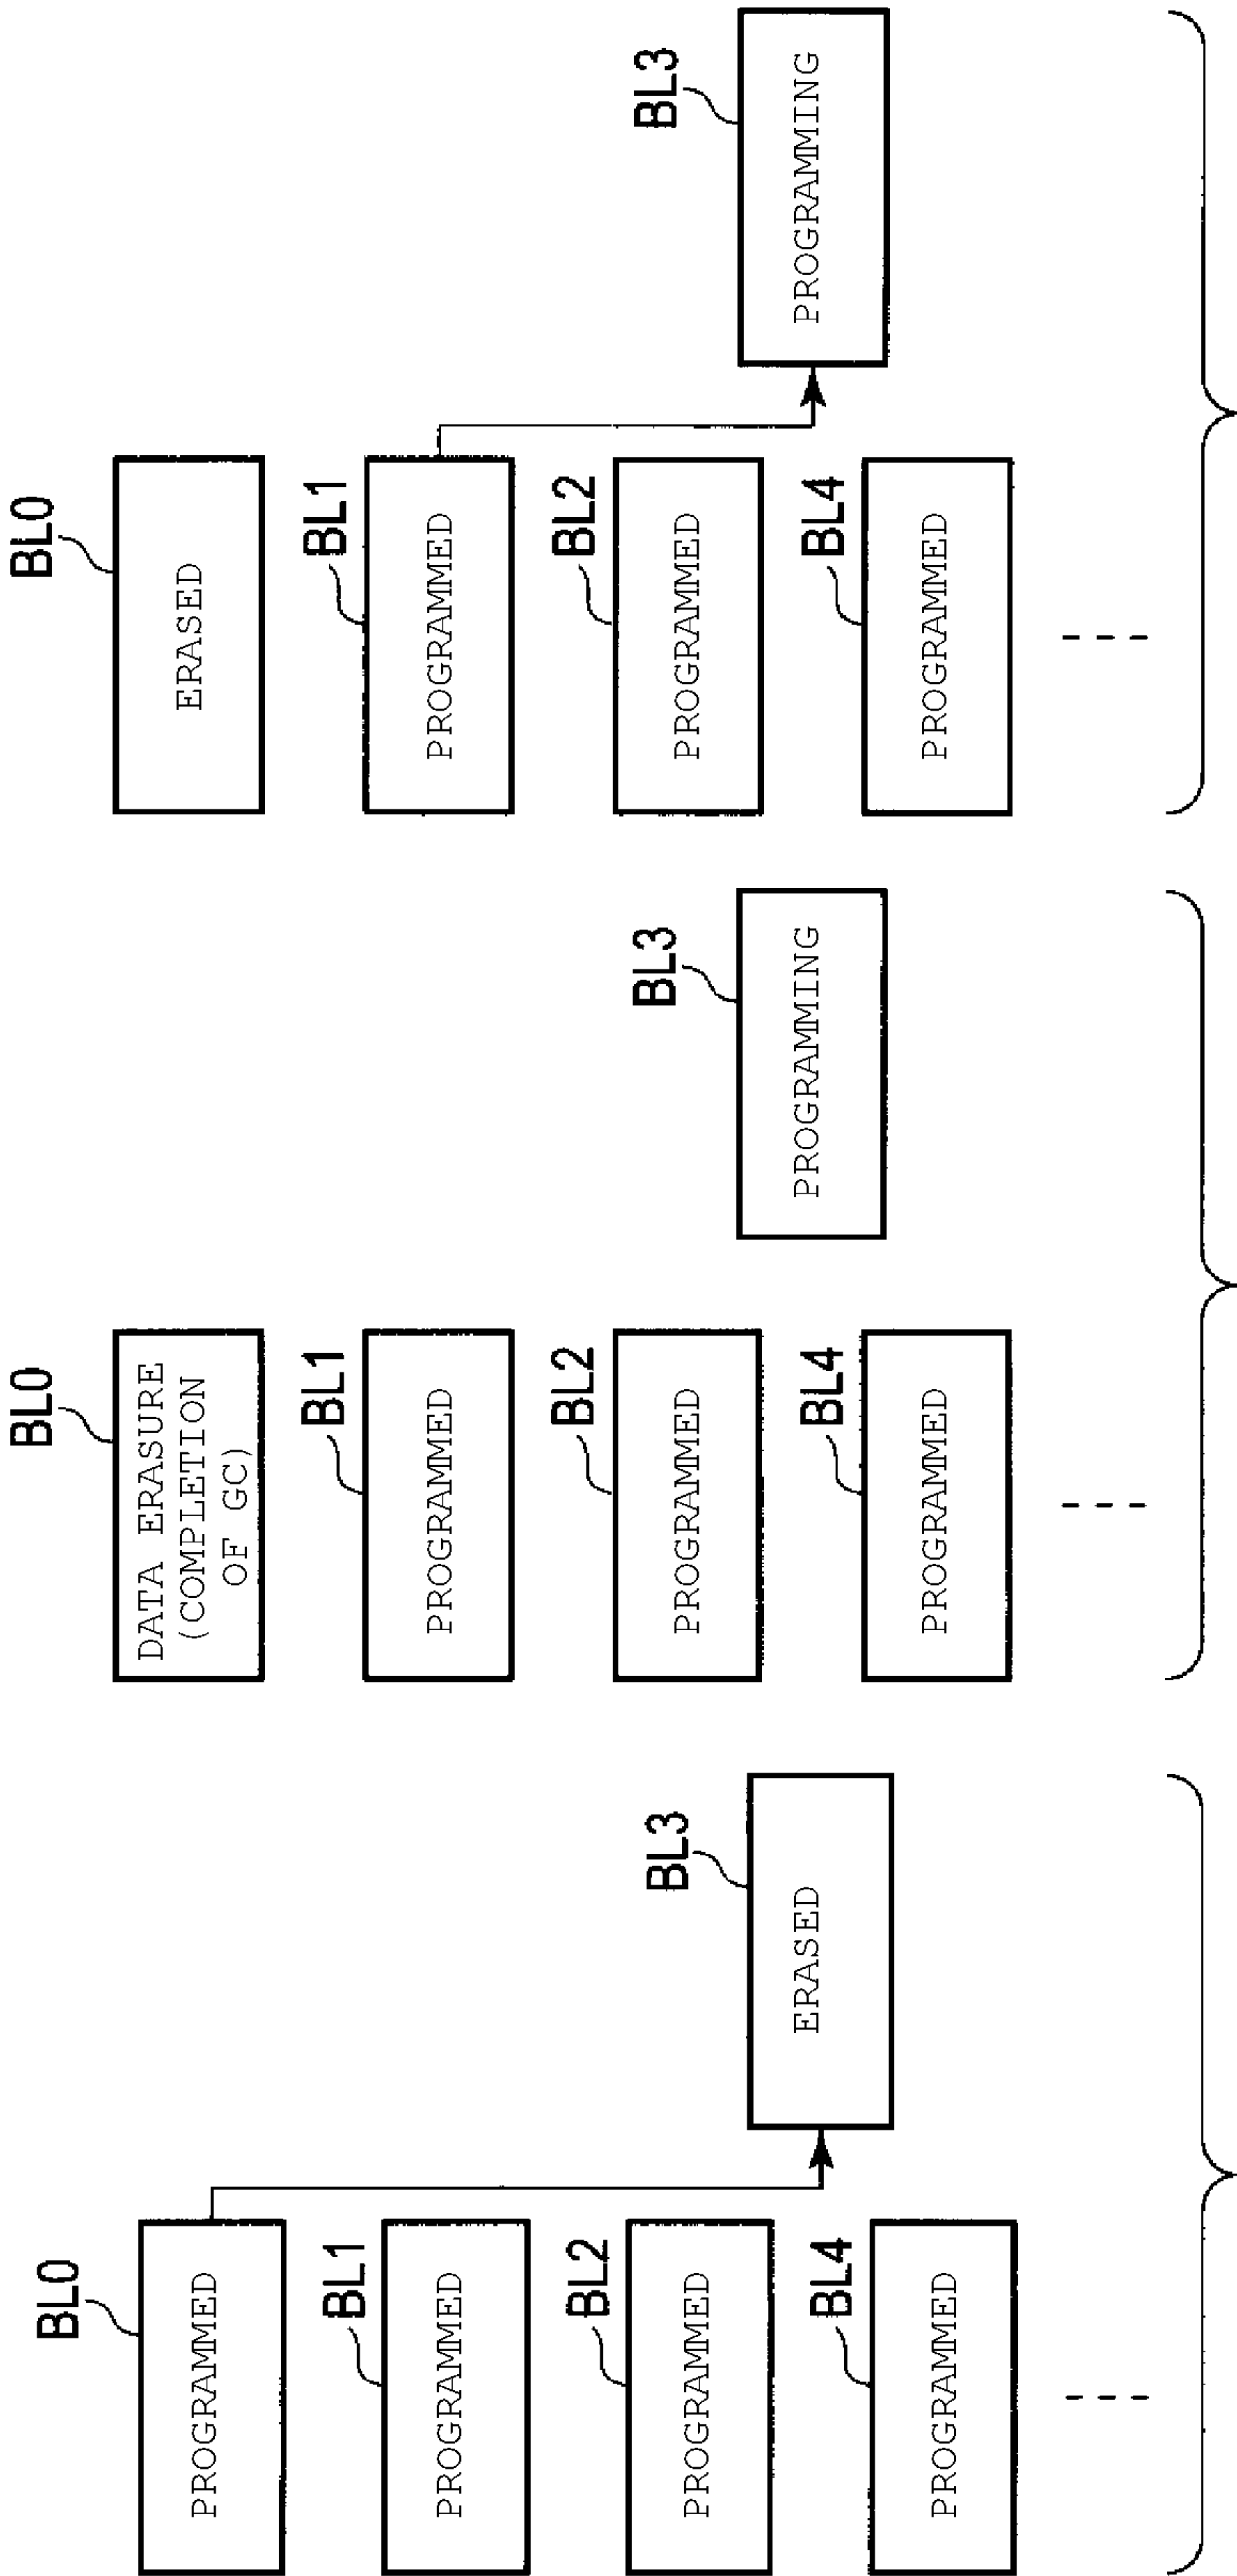 BL0
PROGRAMMED
BL1
PROGRAMMED
BL2
PROGRAMMED
BL4
PROGRAMMED
BL3
ERASED
BL0
DATA ERASURE
(COMPLETION
OF GC)
BL1
PROGRAMMED
BL2
PROGRAMMED
BL4
PROGRAMMED
BL3
PROGRAMMING
BL0
ERASED
BL1
PROGRAMMED
BL2
PROGRAMMED
BL4
PROGRAMMED
BL3
PROGRAMMING